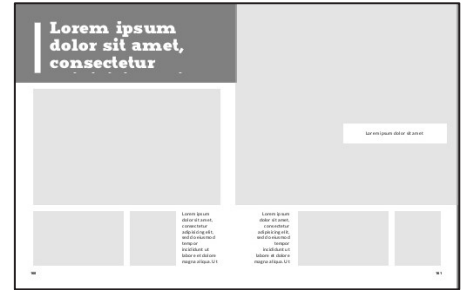 Lorem ipsum
dolor sit amet,
consectetur
Lorem ipsum dolor sit amet
Lorem ipsum
dolor sit amet,
consectetur
adipisicing elit,
sed do eiusmod
tempor
incididunt ut
labore et dolore
magna aliqua. Ut
Lorem ipsum
dolor sit amet,
consectetur
adipisicing elit,
sed do eiusmod
tempor
incididunt ut
labore et dolore
magna aliqua. Ut